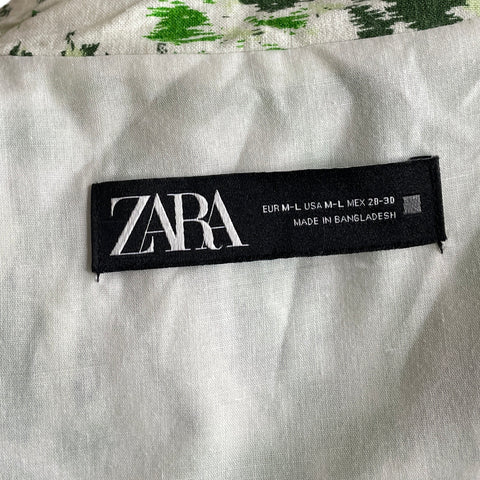 ZARA
EUR M-L USA M-L MEX 28-30
MADE IN BANGLADESH